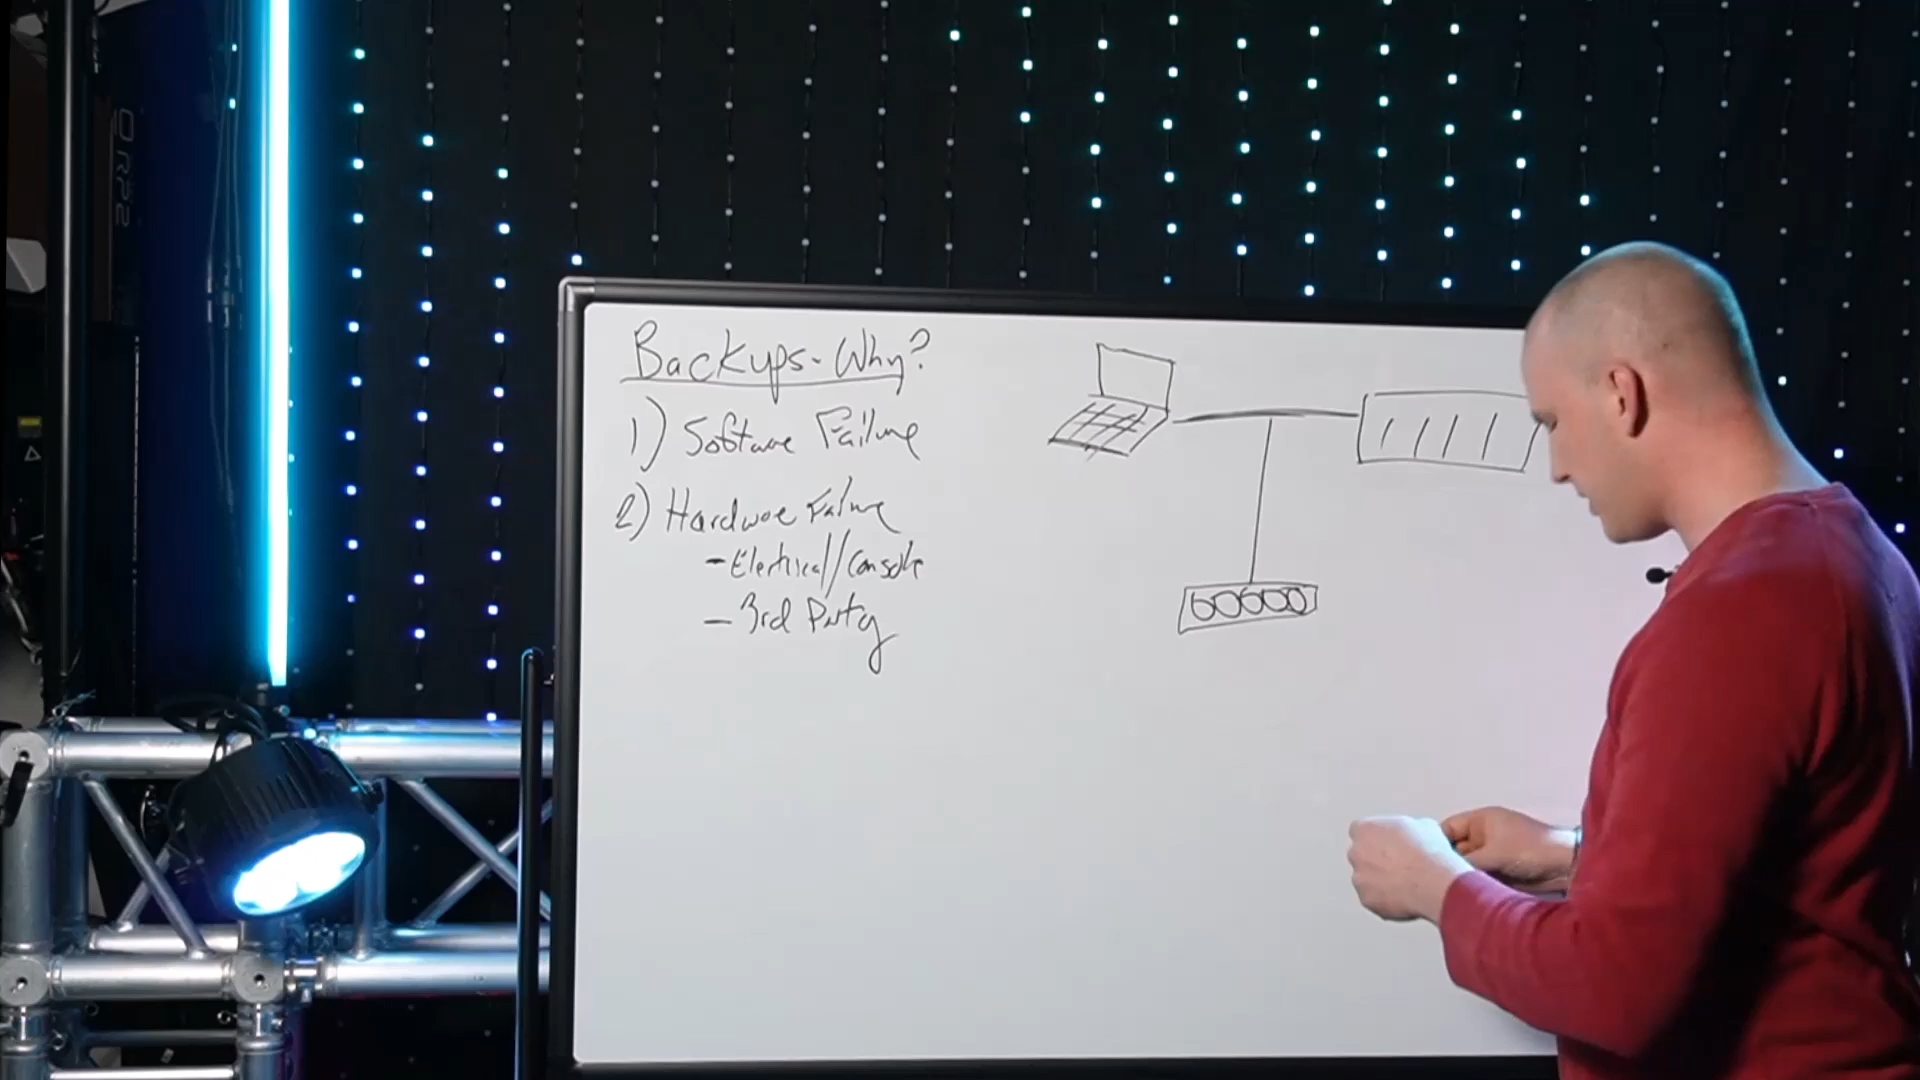 Backups - Why?
1) Software Failure
2) Hardware Failure
- Electrical//Console
- 3rd Party